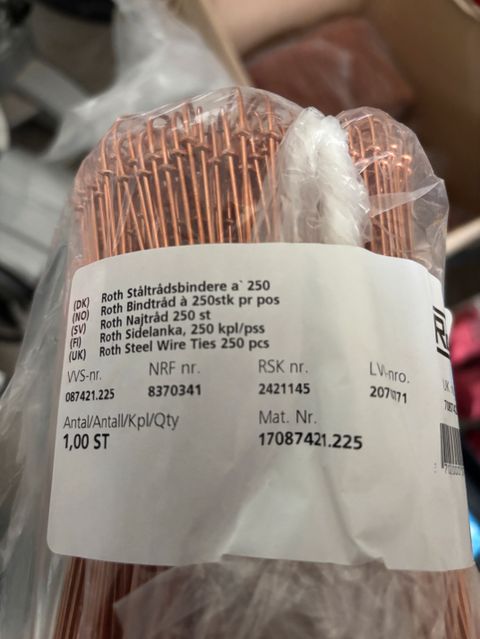 (DK) Roth Ståltrådsbindere a` 250
(NO) Roth Bindtråd à 250stk pr pos
(SV) Roth Najtråd 250 st
(FI) Roth Sidelanka, 250 kpl/pss
(UK) Roth Steel Wire Ties 250 pcs
VVS-nr. NRF nr. RSK nr. LVI-nro.
087421.225 8370341 2421145
Antal/Antall/Kpl/Qty Mat. Nr.
1,00 ST 17087421.225